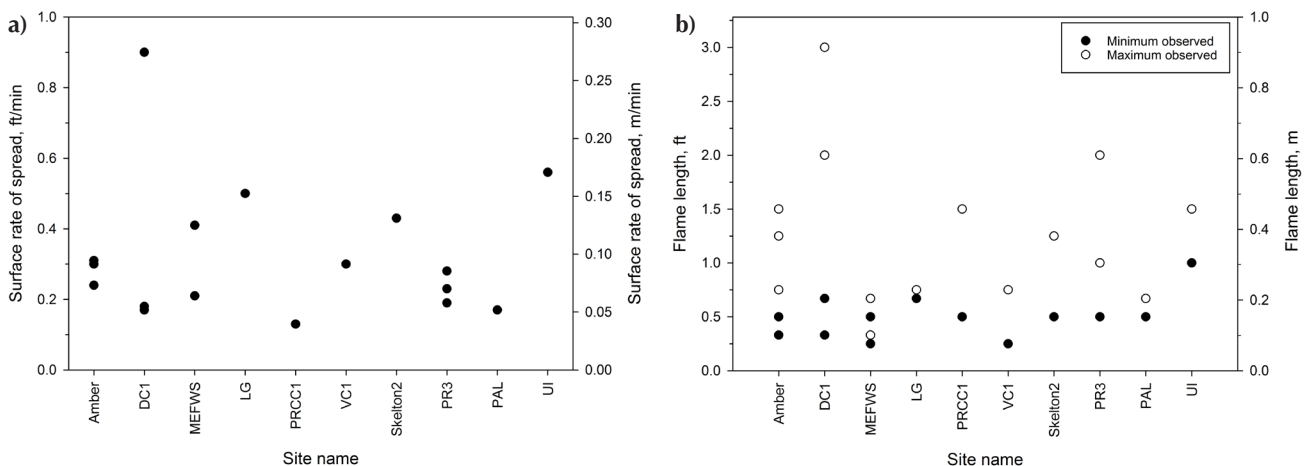 a)
Surface rate of spread, ft/min
1.0
0.8
0.6
0.4
0.2
0.0
Surface rate of spread, m/min
0.30
0.25
0.20
0.15
0.10
0.05
0.00
Amber
DC1
MEFWS
LG
PRCC1
VC1
Skelton2
PR3
PAL
UI
Site name
b)
Flame length, ft
3.0
2.5
2.0
1.5
1.0
0.5
0.0
Minimum observed
Maximum observed
Flame length, m
1.0
0.8
0.6
0.4
0.2
0.0
Amber
DC1
MEFWS
LG
PRCC1
VC1
Skelton2
PR3
PAL
UI
Site name